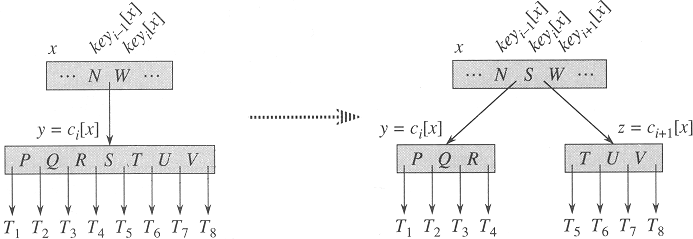 x key_{i-1}[x] key_i[x]
··· N W ···
y = c_i[x]
P Q R S T U V
T_1 T_2 T_3 T_4 T_5 T_6 T_7 T_8
x key_{i-1}[x] key_i[x] key_{i+1}[x]
··· N S W ···
y = c_i[x] z = c_{i+1}[x]
P Q R T U V
T_1 T_2 T_3 T_4 T_5 T_6 T_7 T_8